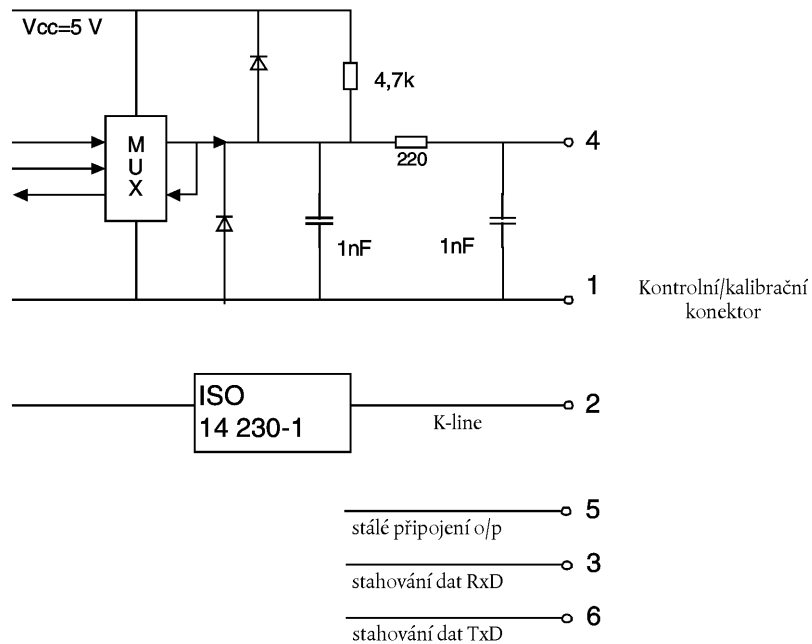 Vcc=5 V
4,7k
M
U
X
4
220
1nF
1nF
1
Kontrolní/kalibrační
konektor
ISO
14 230-1
2
K-line
5
stálé připojení o/p
3
stahování dat RxD
6
stahování dat TxD